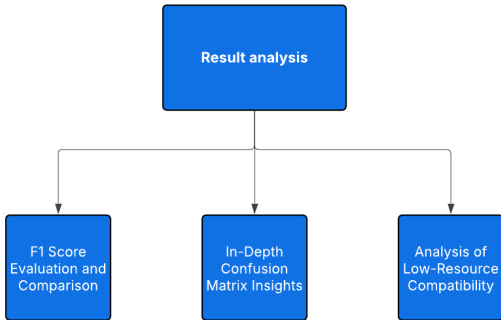 Result analysis
F1 Score
Evaluation and
Comparison
In-Depth
Confusion
Matrix Insights
Analysis of
Low-Resource
Compatibility